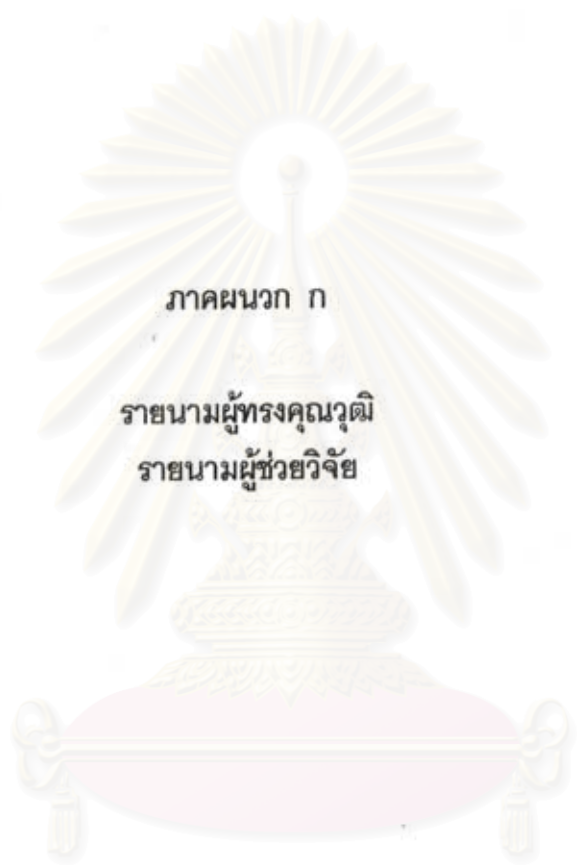 ภาคผนวก ก
รายนามผู้ทรงคุณวุฒิ
รายนามผู้ช่วยวิจัย